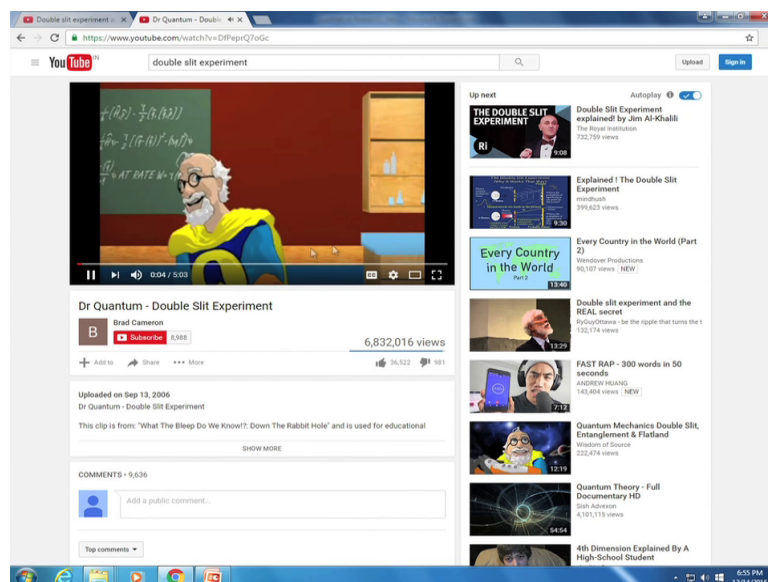 Double slit experiment
Dr Quantum - Double
https://www.youtube.com/watch?v=DfPeprQ7oGc
YouTube IN
double slit experiment
Upload
Sign in
AT RATE
0:04 / 5:03
CC
Dr Quantum - Double Slit Experiment
B
Brad Cameron
Subscribe 8,988
6,832,016 views
Add to Share More
36,522 981
Uploaded on Sep 13, 2006
Dr Quantum - Double Slit Experiment
This clip is from: "What The Bleep Do We Know!?: Down The Rabbit Hole" and is used for educational
SHOW MORE
COMMENTS • 9,636
Add a public comment...
Top comments
Up next
Autoplay
THE DOUBLE SLIT
EXPERIMENT
Ri
9:08
Double Slit Experiment
explained! by Jim Al-Khalili
The Royal Institution
732,759 views
9:30
Explained ! The Double Slit
Experiment
mindhush
399,623 views
Every Country
in the World
Part 2
13:40
Every Country in the World (Part
2)
Wendover Productions
90,107 views NEW
13:29
Double slit experiment and the
REAL secret
RyGuyOttawa - be the ripple that turns the t
132,174 views
7:12
FAST RAP - 300 words in 50
seconds
ANDREW HUANG
143,404 views NEW
12:19
Quantum Mechanics Double Slit,
Entanglement & Flatland
Wisdom of Source
222,474 views
54:54
Quantum Theory - Full
Documentary HD
Sish Advexon
4,101,115 views
4th Dimension Explained By A
High-School Student
6:55 PM